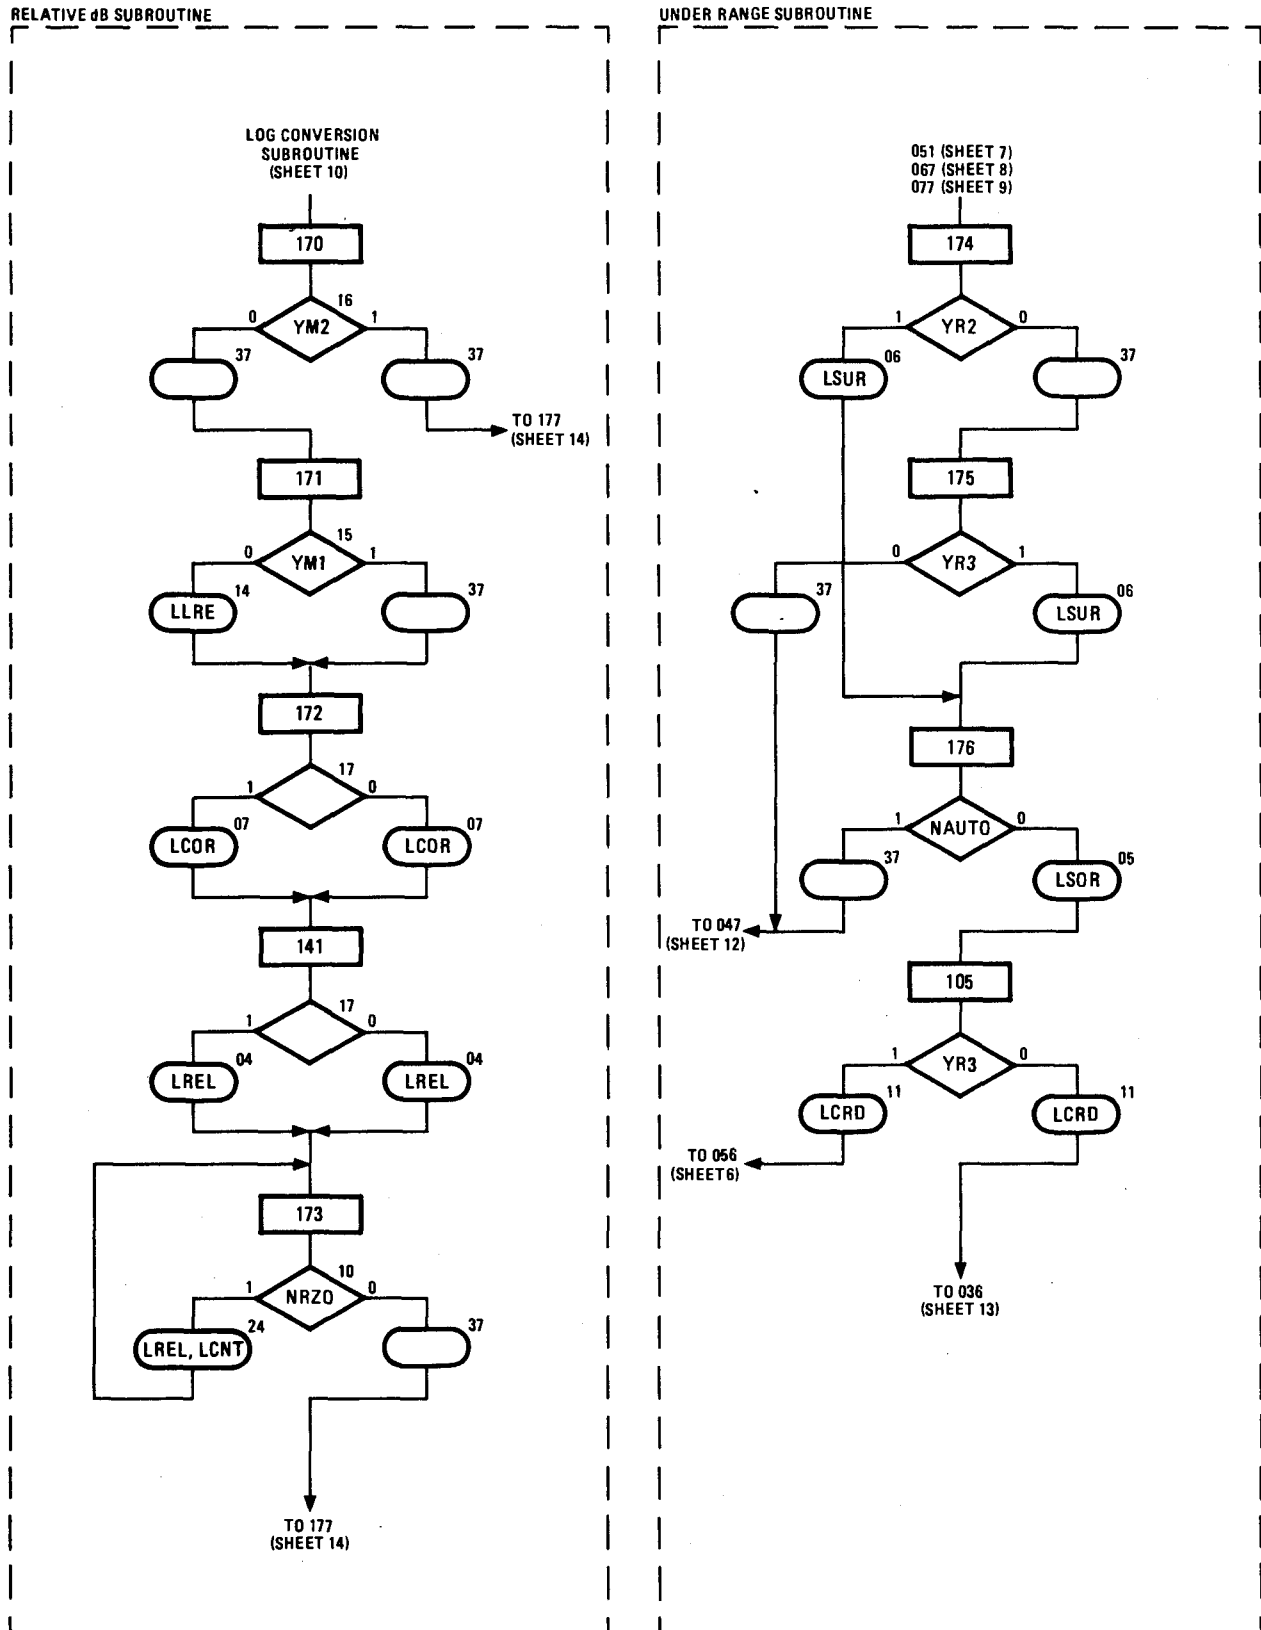 RELATIVE dB SUBROUTINE
LOG CONVERSION
SUBROUTINE
(SHEET 10)
170
16
0
YM2
1
37
37
TO 177
(SHEET 14)
171
15
0
YM1
1
14
LLRE
37
172
17
1
0
07
LCOR
07
LCOR
141
17
1
0
04
LREL
04
LREL
173
10
1
NRZO
0
24
LREL, LCNT
37
TO 177
(SHEET 14)
UNDER RANGE SUBROUTINE
051 (SHEET 7)
067 (SHEET 8)
077 (SHEET 9)
174
1
YR2
0
06
LSUR
37
175
0
YR3
1
37
06
LSUR
176
1
NAUTO
0
37
05
LSOR
TO 047
(SHEET 12)
105
1
YR3
0
11
LCRD
11
LCRD
TO 056
(SHEET6)
TO 036
(SHEET 13)